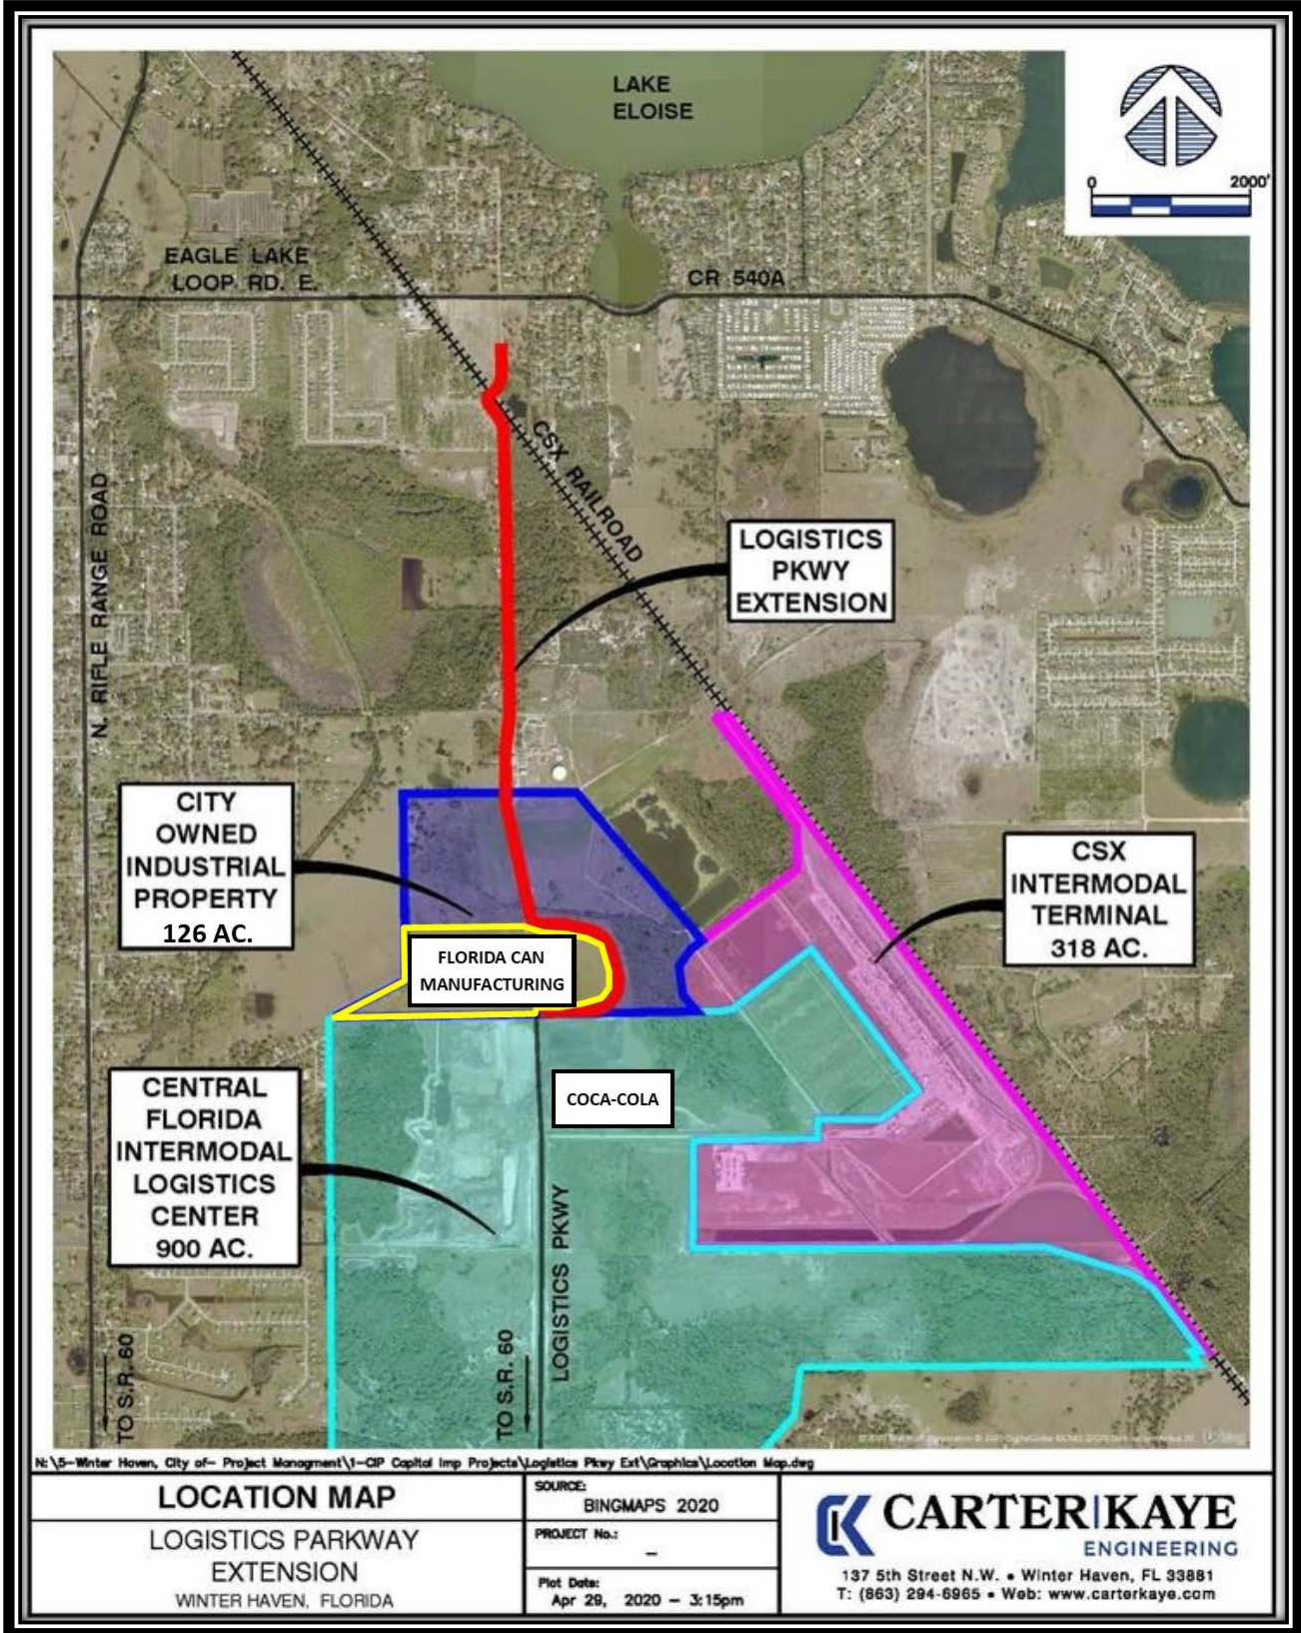 LAKE
ELOISE
0 2000'
EAGLE LAKE
LOOP RD. E.
CR 540A
CSX RAILROAD
N. RIFLE RANGE ROAD
LOGISTICS
PKWY
EXTENSION
CITY
OWNED
INDUSTRIAL
PROPERTY
126 AC.
CSX
INTERMODAL
TERMINAL
318 AC.
FLORIDA CAN
MANUFACTURING
CENTRAL
FLORIDA
INTERMODAL
LOGISTICS
CENTER
900 AC.
COCA-COLA
LOGISTICS PKWY
TO S.R. 60
TO S.R. 60
N:\5-Winter Haven, City of- Project Managment\1-CIP Capital Imp Projects\Logistics Pkwy Ext\Graphics\Location Map.dwg
LOCATION MAP
LOGISTICS PARKWAY
EXTENSION
WINTER HAVEN, FLORIDA
SOURCE:
BINGMAPS 2020
PROJECT No.:
–
Plot Date:
Apr 29, 2020 – 3:15pm
CK CARTER|KAYE
ENGINEERING
137 5th Street N.W. • Winter Haven, FL 33881
T: (863) 294-6965 • Web: www.carterkaye.com